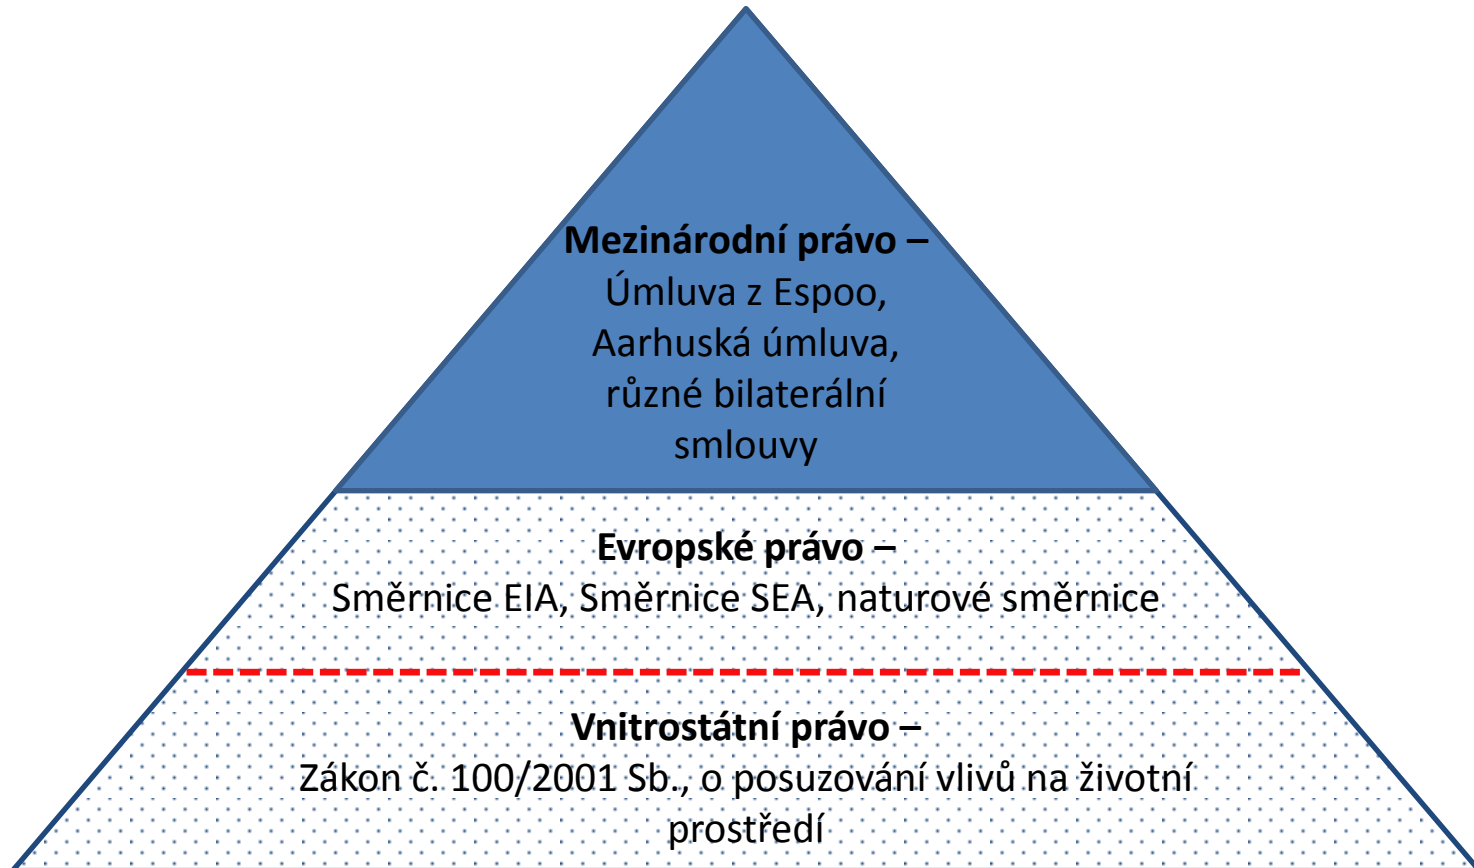 Mezinárodní právo –
Úmluva z Espoo,
Aarhuská úmluva,
různé bilaterální
smlouvy
Evropské právo –
Směrnice EIA, Směrnice SEA, naturové směrnice
Vnitrostátní právo –
Zákon č. 100/2001 Sb., o posuzování vlivů na životní
prostředí